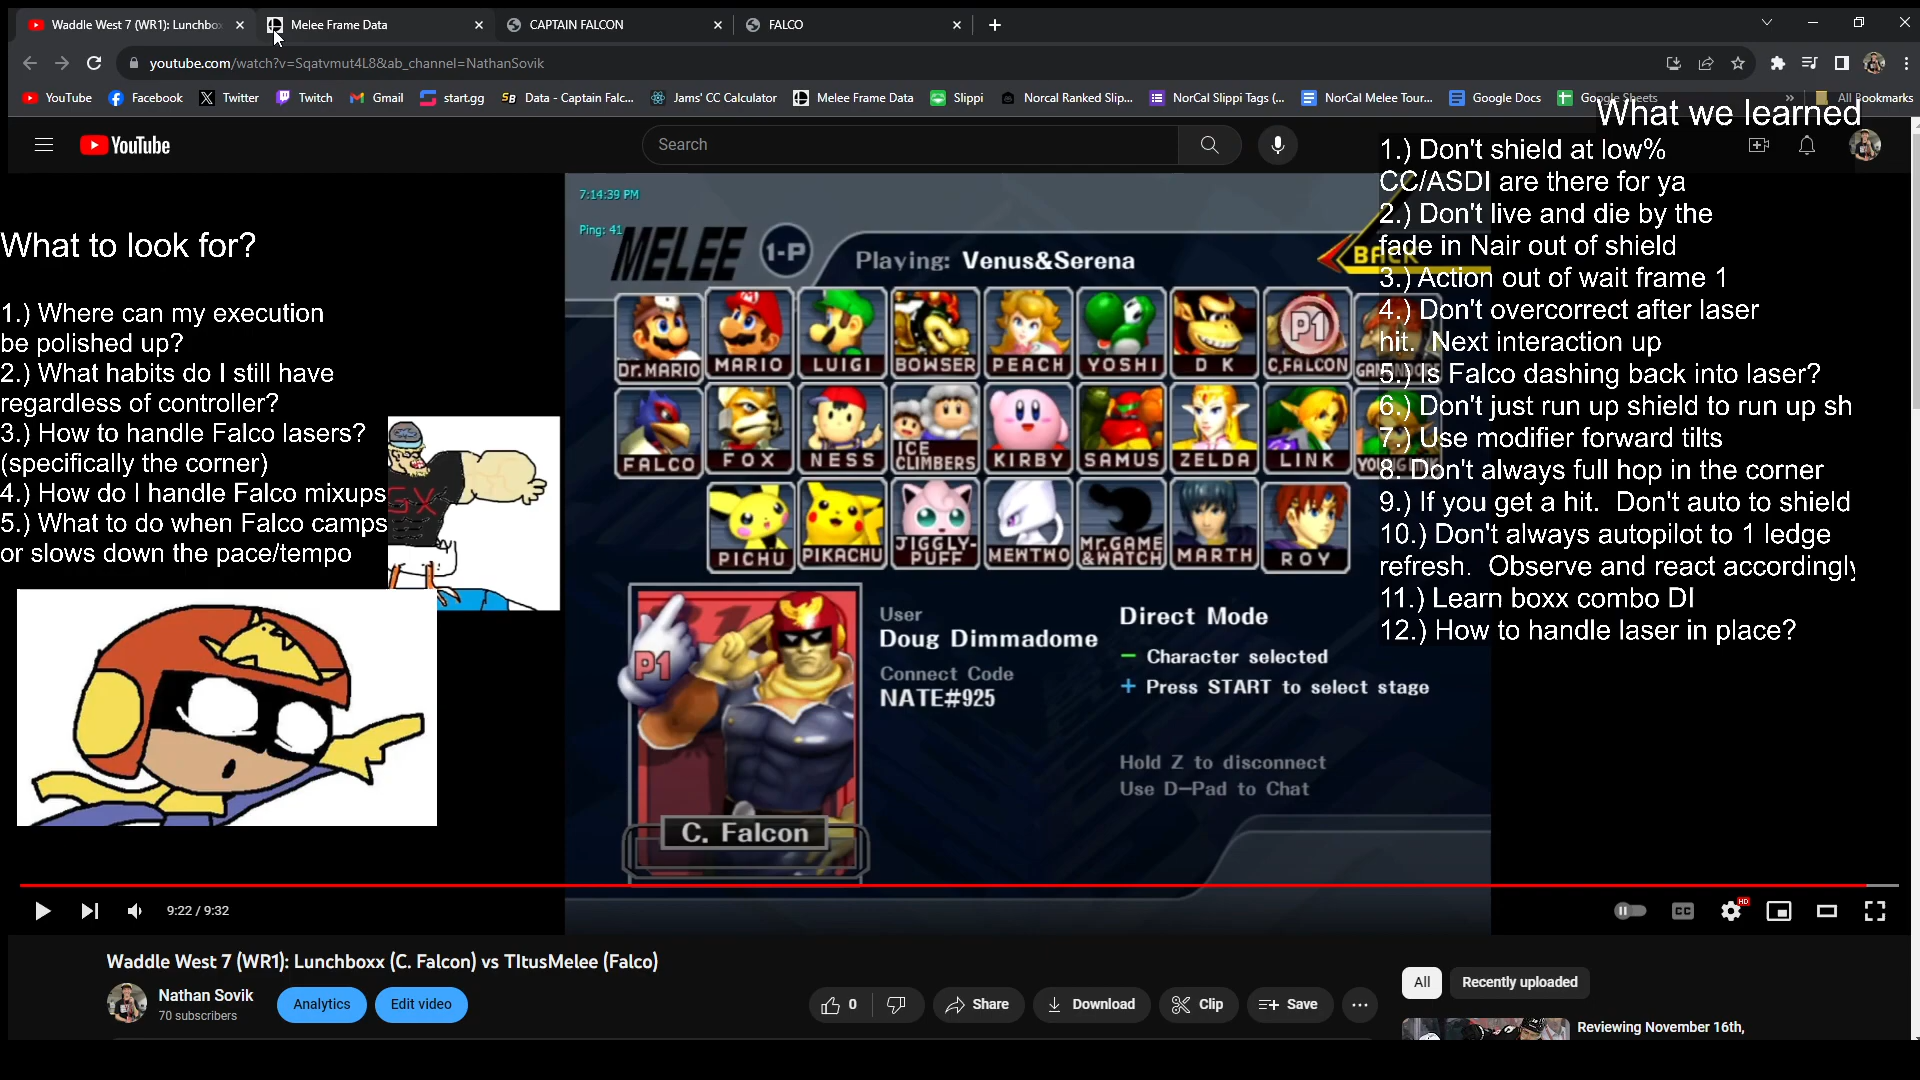 Waddle West 7 (WR1): Lunchbo
Melee Frame Data
CAPTAIN FALCON
FALCO
youtube.com/watch?v=Sqatvmut4L8&ab_channel=NathanSovik
YouTube
Facebook
Twitter
Twitch
Gmail
start.gg
Data - Captain Falc...
Jams' CC Calculator
Melee Frame Data
Slippi
Norcal Ranked Slip...
NorCal Slippi Tags (...
NorCal Melee Tour...
Google Docs
Google Sheets
All Bookmarks
YouTube
Search
What we learned
1.) Don't shield at low%
CC/ASDI are there for ya
2.) Don't live and die by the
fade in Nair out of shield
3.) Action out of wait frame 1
4.) Don't overcorrect after laser
hit. Next interaction up
5.) Is Falco dashing back into laser?
6.) Don't just run up shield to run up sh
7.) Use modifier forward tilts
8. Don't always full hop in the corner
9.) If you get a hit. Don't auto to shield
10.) Don't always autopilot to 1 ledge
refresh. Observe and react accordingly
11.) Learn boxx combo DI
12.) How to handle laser in place?
What to look for?
1.) Where can my execution
be polished up?
2.) What habits do I still have
regardless of controller?
3.) How to handle Falco lasers?
(specifically the corner)
4.) How do I handle Falco mixups
5.) What to do when Falco camps
or slows down the pace/tempo
GX
7:14:39 PM
Ping: 41
MELEE
1-P
Playing: Venus&Serena
BACK
DR.MARIO
MARIO
LUIGI
BOWSER
PEACH
YOSHI
D K
P1
C.FALCON
FALCO
FOX
NESS
ICE
CLIMBERS
KIRBY
SAMUS
ZELDA
LINK
PICHU
PIKACHU
JIGGLY-
PUFF
MEWTWO
MR.GAME
&WATCH
MARTH
ROY
P1
C. Falcon
User
Doug Dimmadome
Connect Code
NATE#925
Direct Mode
- Character selected
+ Press START to select stage
Hold Z to disconnect
Use D-Pad to Chat
9:22 / 9:32
CC
HD
Waddle West 7 (WR1): Lunchboxx (C. Falcon) vs TItusMelee (Falco)
Nathan Sovik
70 subscribers
Analytics
Edit video
0
Share
Download
Clip
Save
All
Recently uploaded
Reviewing November 16th,